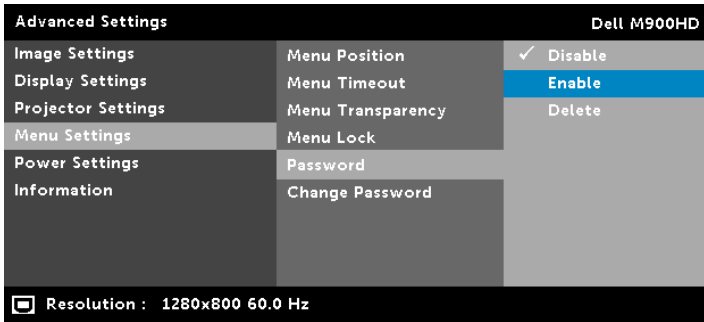 Advanced Settings Dell M900HD
Image Settings
Display Settings
Projector Settings
Menu Settings
Power Settings
Information
Menu Position
Menu Timeout
Menu Transparency
Menu Lock
Password
Change Password
✓ Disable
Enable
Delete
Resolution : 1280x800 60.0 Hz